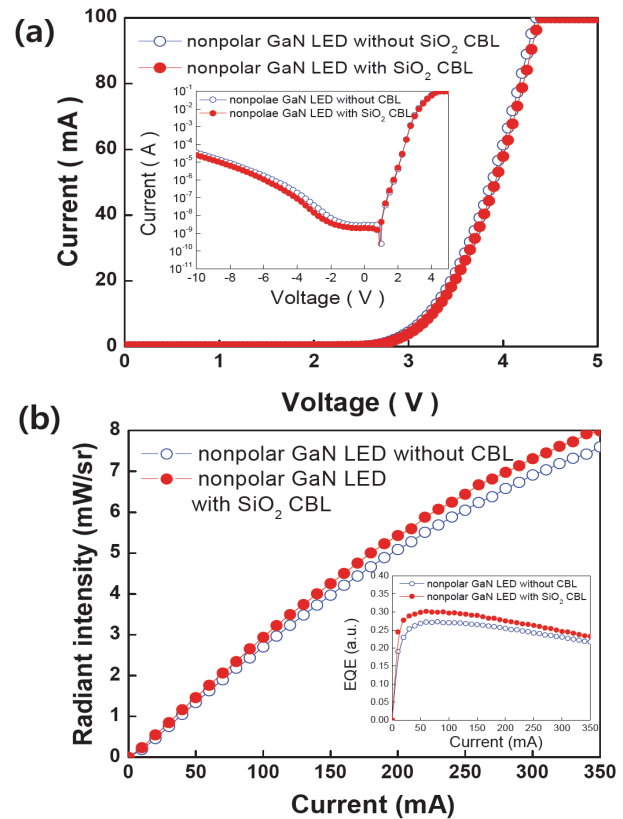 (a)
100
80
60
40
20
0
Current ( mA )
nonpolar GaN LED without SiO2 CBL
nonpolar GaN LED with SiO2 CBL
nonpolae GaN LED without CBL
nonpolae GaN LED with SiO2 CBL
10-1
10-2
10-3
10-4
10-5
10-6
10-7
10-8
10-9
10-10
10-11
Current ( A )
-10 -8 -6 -4 -2 0 2 4
Voltage ( V )
0 1 2 3 4 5
Voltage ( V )
(b)
8
7
6
5
4
3
2
1
0
Radiant intensity (mW/sr)
nonpolar GaN LED without CBL
nonpolar GaN LED
with SiO2 CBL
nonpolar GaN LED without CBL
nonpolar GaN LED with SiO2 CBL
0.40
0.35
0.30
0.25
0.20
0.15
0.10
0.05
0.00
EQE (a.u.)
0 50 100 150 200 250 300 350
Current (mA)
0 50 100 150 200 250 300 350
Current (mA)